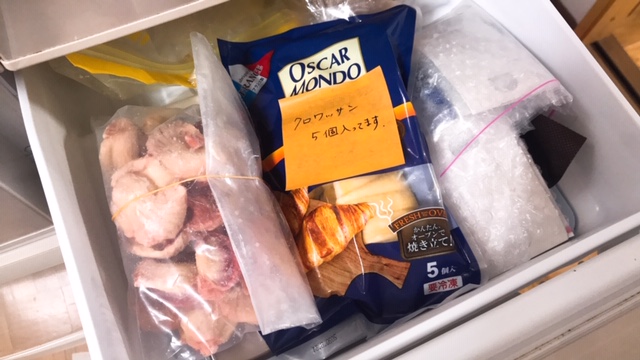 OSCAR
MONDO
クロワッサン
5個入ってます.
FRESH OVEN
かんたん、
オーブンで
焼き立て!
5個入
要冷凍